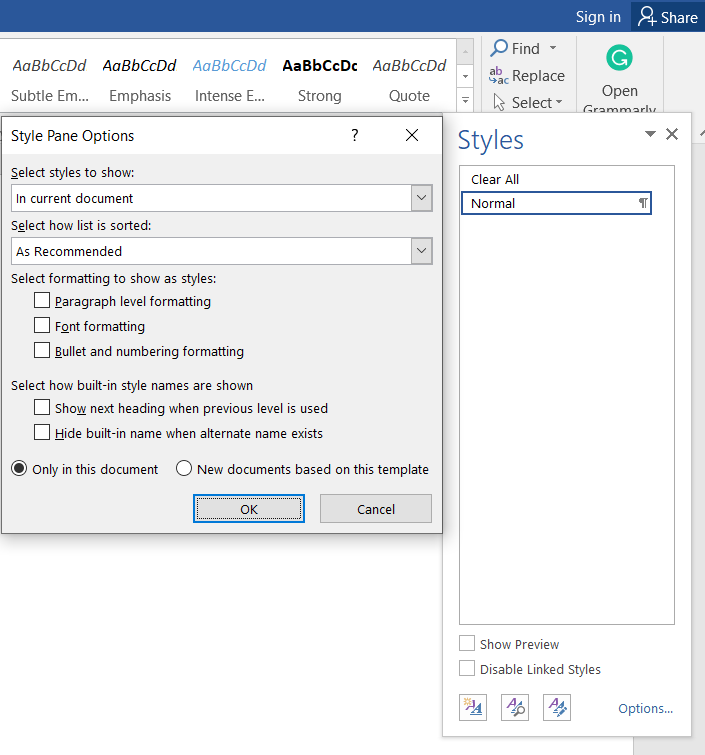 Sign in Share
AaBbCcDd AaBbCcDd AaBbCcDd AaBbCcDc AaBbCcDd
Subtle Em... Emphasis Intense E... Strong Quote
Find
Replace
Select
Open
Grammarly
Style Pane Options ?
Select styles to show:
In current document
Select how list is sorted:
As Recommended
Select formatting to show as styles:
Paragraph level formatting
Font formatting
Bullet and numbering formatting
Select how built-in style names are shown
Show next heading when previous level is used
Hide built-in name when alternate name exists
Only in this document New documents based on this template
OK Cancel
Styles
Clear All
Normal ¶
Show Preview
Disable Linked Styles
Options...